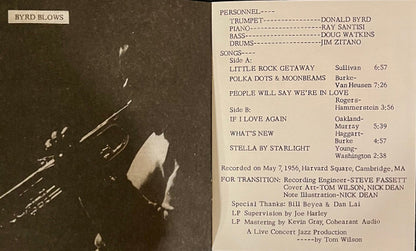 BYRD BLOWS
PERSONNEL----
TRUMPET--------------------DONALD BYRD
PIANO----------------------RAY SANTISI
BASS-----------------------DOUG WATKINS
DRUMS----------------------JIM ZITANO
SONGS----
Side A:
LITTLE ROCK GETAWAY Sullivan 6:57
POLKA DOTS & MOONBEAMS Burke-
Van Heusen 7:26
PEOPLE WILL SAY WE'RE IN LOVE
Rogers-
Hammerstein 3:56
Side B:
IF I LOVE AGAIN Oakland-
Murray 5:39
WHAT'S NEW Haggart-
Burke 4:57
STELLA BY STARLIGHT Young-
Washington 2:38
Recorded on May 7, 1956, Harvard Square, Cambridge, MA
FOR TRANSITION: Recording Engineer-STEVE FASSETT
Cover Art-TOM WILSON, NICK DEAN
Note Illustration-NICK DEAN
Special Thanks: Bill Beyea & Dan Lai
LP Supervision by Joe Harley
LP Mastering by Kevin Gray, Cohearant Audio
A Live Concert Jazz Production
-----by Tom Wilson